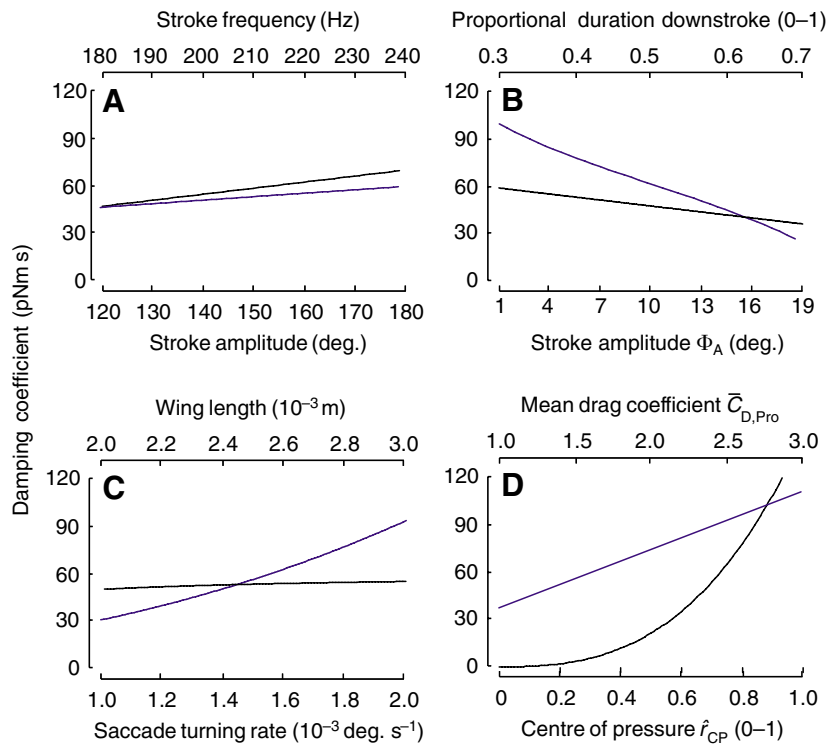 Damping coefficient (pNm s)
Stroke frequency (Hz)
180 190 200 210 220 230 240
A
120
90
60
30
0
120 130 140 150 160 170 180
Stroke amplitude (deg.)
Proportional duration downstroke (0–1)
0.3 0.4 0.5 0.6 0.7
B
120
90
60
30
0
1 4 7 10 13 16 19
Stroke amplitude Φ_A (deg.)
Wing length (10⁻³ m)
2.0 2.2 2.4 2.6 2.8 3.0
C
120
90
60
30
0
1.0 1.2 1.4 1.6 1.8 2.0
Saccade turning rate (10⁻³ deg. s⁻¹)
Mean drag coefficient C̅_D,Pro
1.0 1.5 2.0 2.5 3.0
D
120
90
60
30
0
0 0.2 0.4 0.6 0.8 1.0
Centre of pressure r̂_CP (0–1)